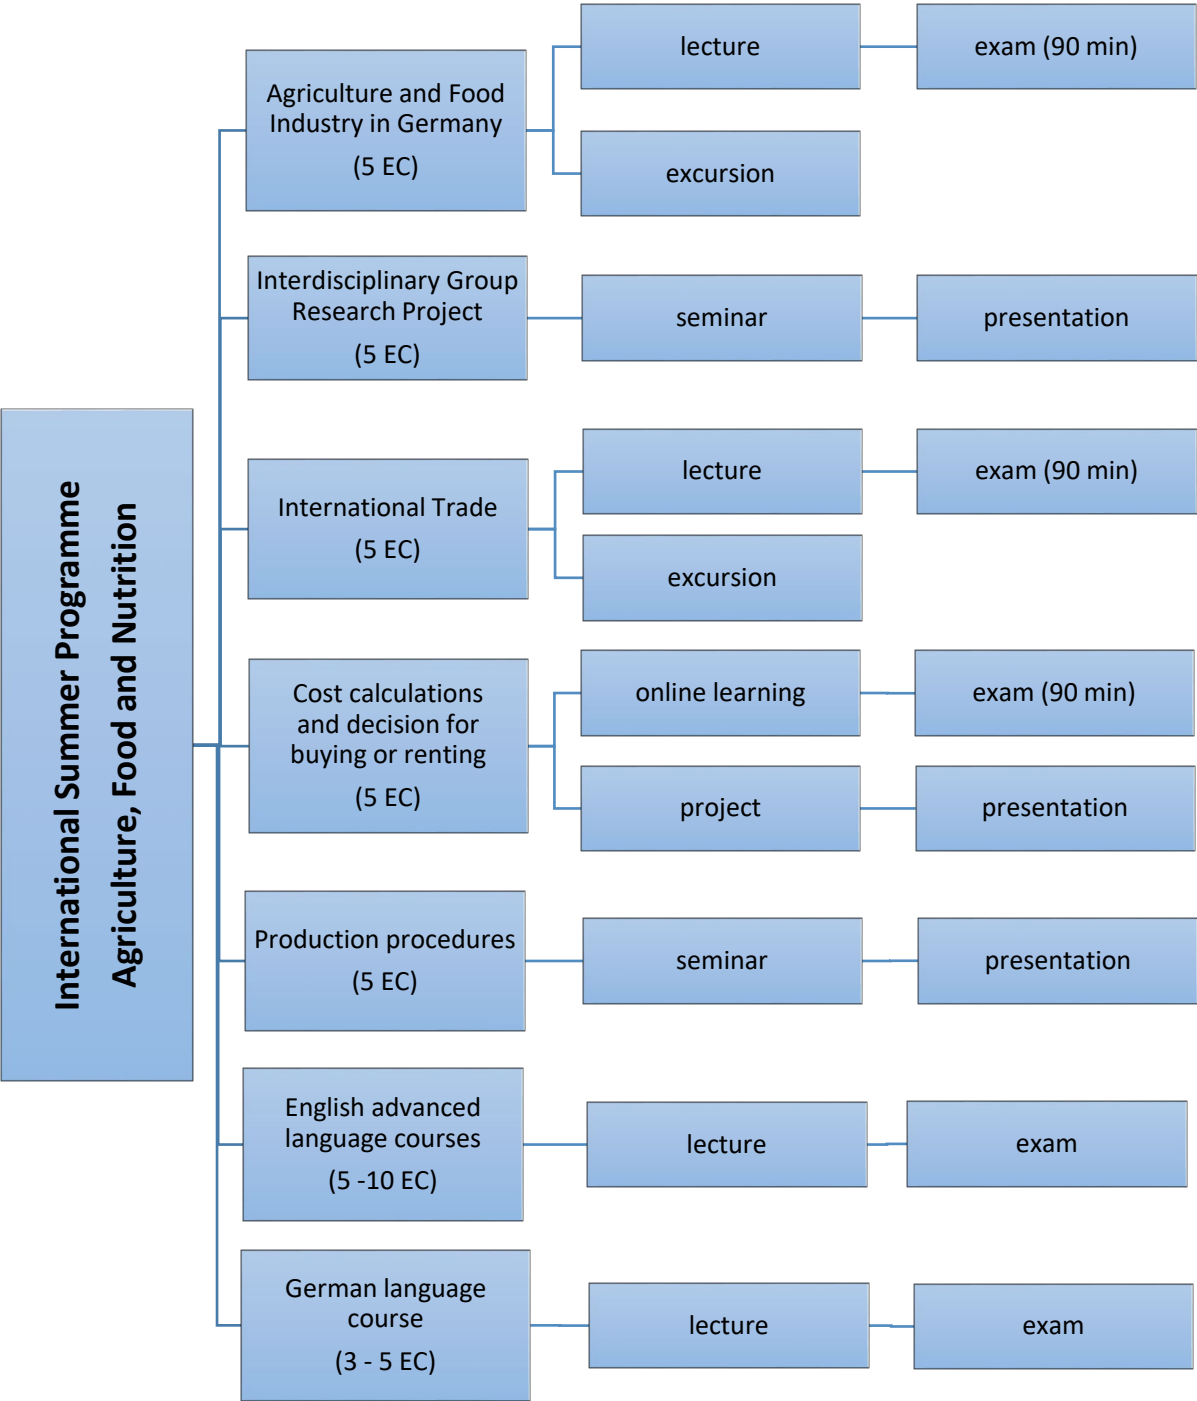 International Summer Programme
Agriculture, Food and Nutrition
Agriculture and Food
Industry in Germany
(5 EC)
lecture
exam (90 min)
excursion
Interdisciplinary Group
Research Project
(5 EC)
seminar
presentation
International Trade
(5 EC)
lecture
exam (90 min)
excursion
Cost calculations
and decision for
buying or renting
(5 EC)
online learning
exam (90 min)
project
presentation
Production procedures
(5 EC)
seminar
presentation
English advanced
language courses
(5 -10 EC)
lecture
exam
German language
course
(3 - 5 EC)
lecture
exam